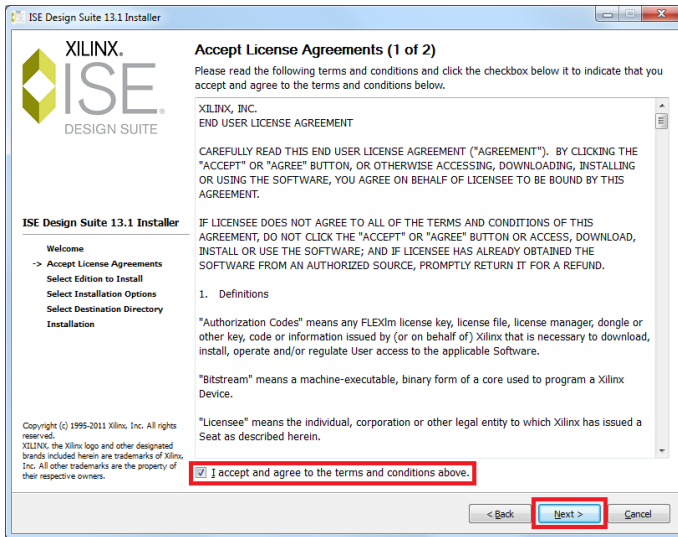 ISE Design Suite 13.1 Installer
XILINX®
ISE®
DESIGN SUITE
ISE Design Suite 13.1 Installer
Welcome
-> Accept License Agreements
Select Edition to Install
Select Installation Options
Select Destination Directory
Installation
Copyright (c) 1995-2011 Xilinx, Inc. All rights
reserved.
XILINX, the Xilinx logo and other designated
brands included herein are trademarks of Xilinx,
Inc. All other trademarks are the property of
their respective owners.
Accept License Agreements (1 of 2)
Please read the following terms and conditions and click the checkbox below it to indicate that you
accept and agree to the terms and conditions below.
XILINX, INC.
END USER LICENSE AGREEMENT
CAREFULLY READ THIS END USER LICENSE AGREEMENT ("AGREEMENT"). BY CLICKING THE
"ACCEPT" OR "AGREE" BUTTON, OR OTHERWISE ACCESSING, DOWNLOADING, INSTALLING
OR USING THE SOFTWARE, YOU AGREE ON BEHALF OF LICENSEE TO BE BOUND BY THIS
AGREEMENT.
IF LICENSEE DOES NOT AGREE TO ALL OF THE TERMS AND CONDITIONS OF THIS
AGREEMENT, DO NOT CLICK THE "ACCEPT" OR "AGREE" BUTTON OR ACCESS, DOWNLOAD,
INSTALL OR USE THE SOFTWARE; AND IF LICENSEE HAS ALREADY OBTAINED THE
SOFTWARE FROM AN AUTHORIZED SOURCE, PROMPTLY RETURN IT FOR A REFUND.
1. Definitions
"Authorization Codes" means any FLEXlm license key, license file, license manager, dongle or
other key, code or information issued by (or on behalf of) Xilinx that is necessary to download,
install, operate and/or regulate User access to the applicable Software.
"Bitstream" means a machine-executable, binary form of a core used to program a Xilinx
Device.
"Licensee" means the individual, corporation or other legal entity to which Xilinx has issued a
Seat as described herein.
I accept and agree to the terms and conditions above.
< Back
Next >
Cancel